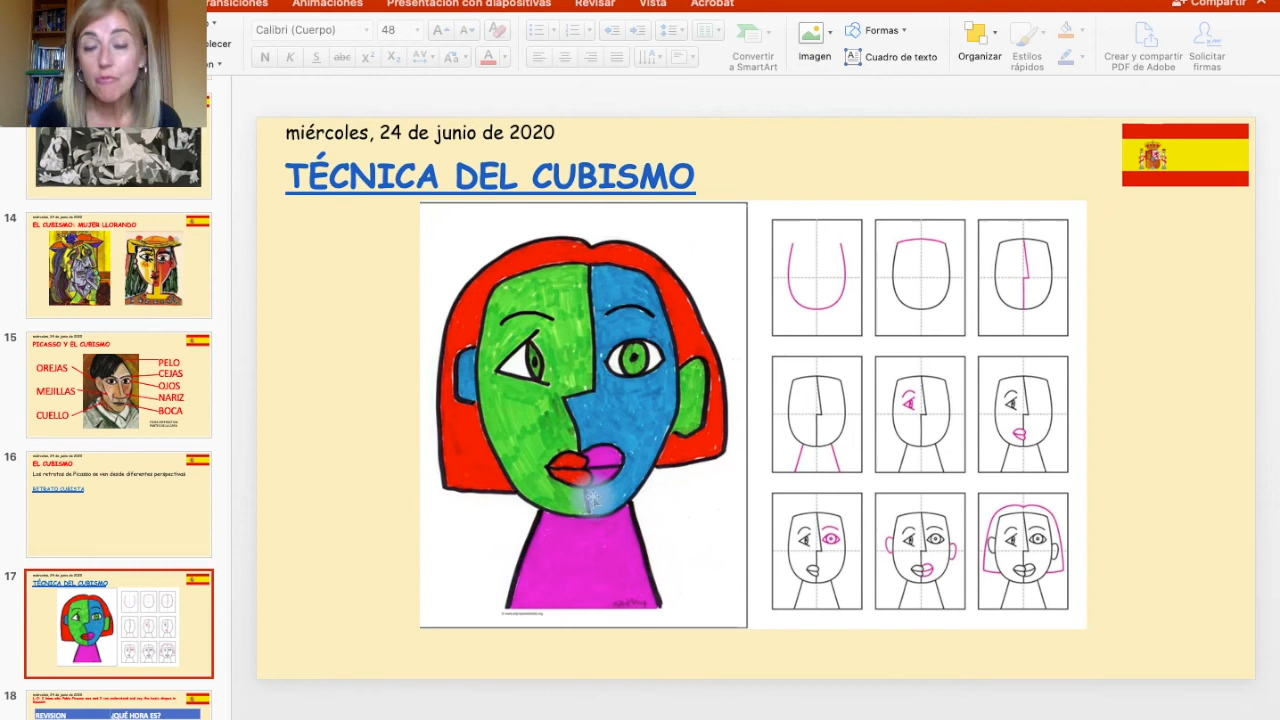 Transiciones
Animaciones
Presentación con diapositivas
Revisar
Vista
Acrobat
Compartir
Calibri (Cuerpo)
48
Formas
Imagen
Cuadro de texto
Convertir
a SmartArt
Organizar
Estilos
rápidos
Crear y compartir
PDF de Adobe
Solicitar
firmas
14
EL CUBISMO: MUJER LLORANDO
15
PICASSO Y EL CUBISMO
OREJAS
MEJILLAS
CUELLO
PELO
CEJAS
OJOS
NARIZ
BOCA
16
EL CUBISMO
Los retratos de Picasso se ven desde diferentes perspectivas
RETRATO CUBISTA
17
TÉCNICA DEL CUBISMO
18
REVISION
¿QUÉ HORA ES?
miércoles, 24 de junio de 2020
TÉCNICA DEL CUBISMO